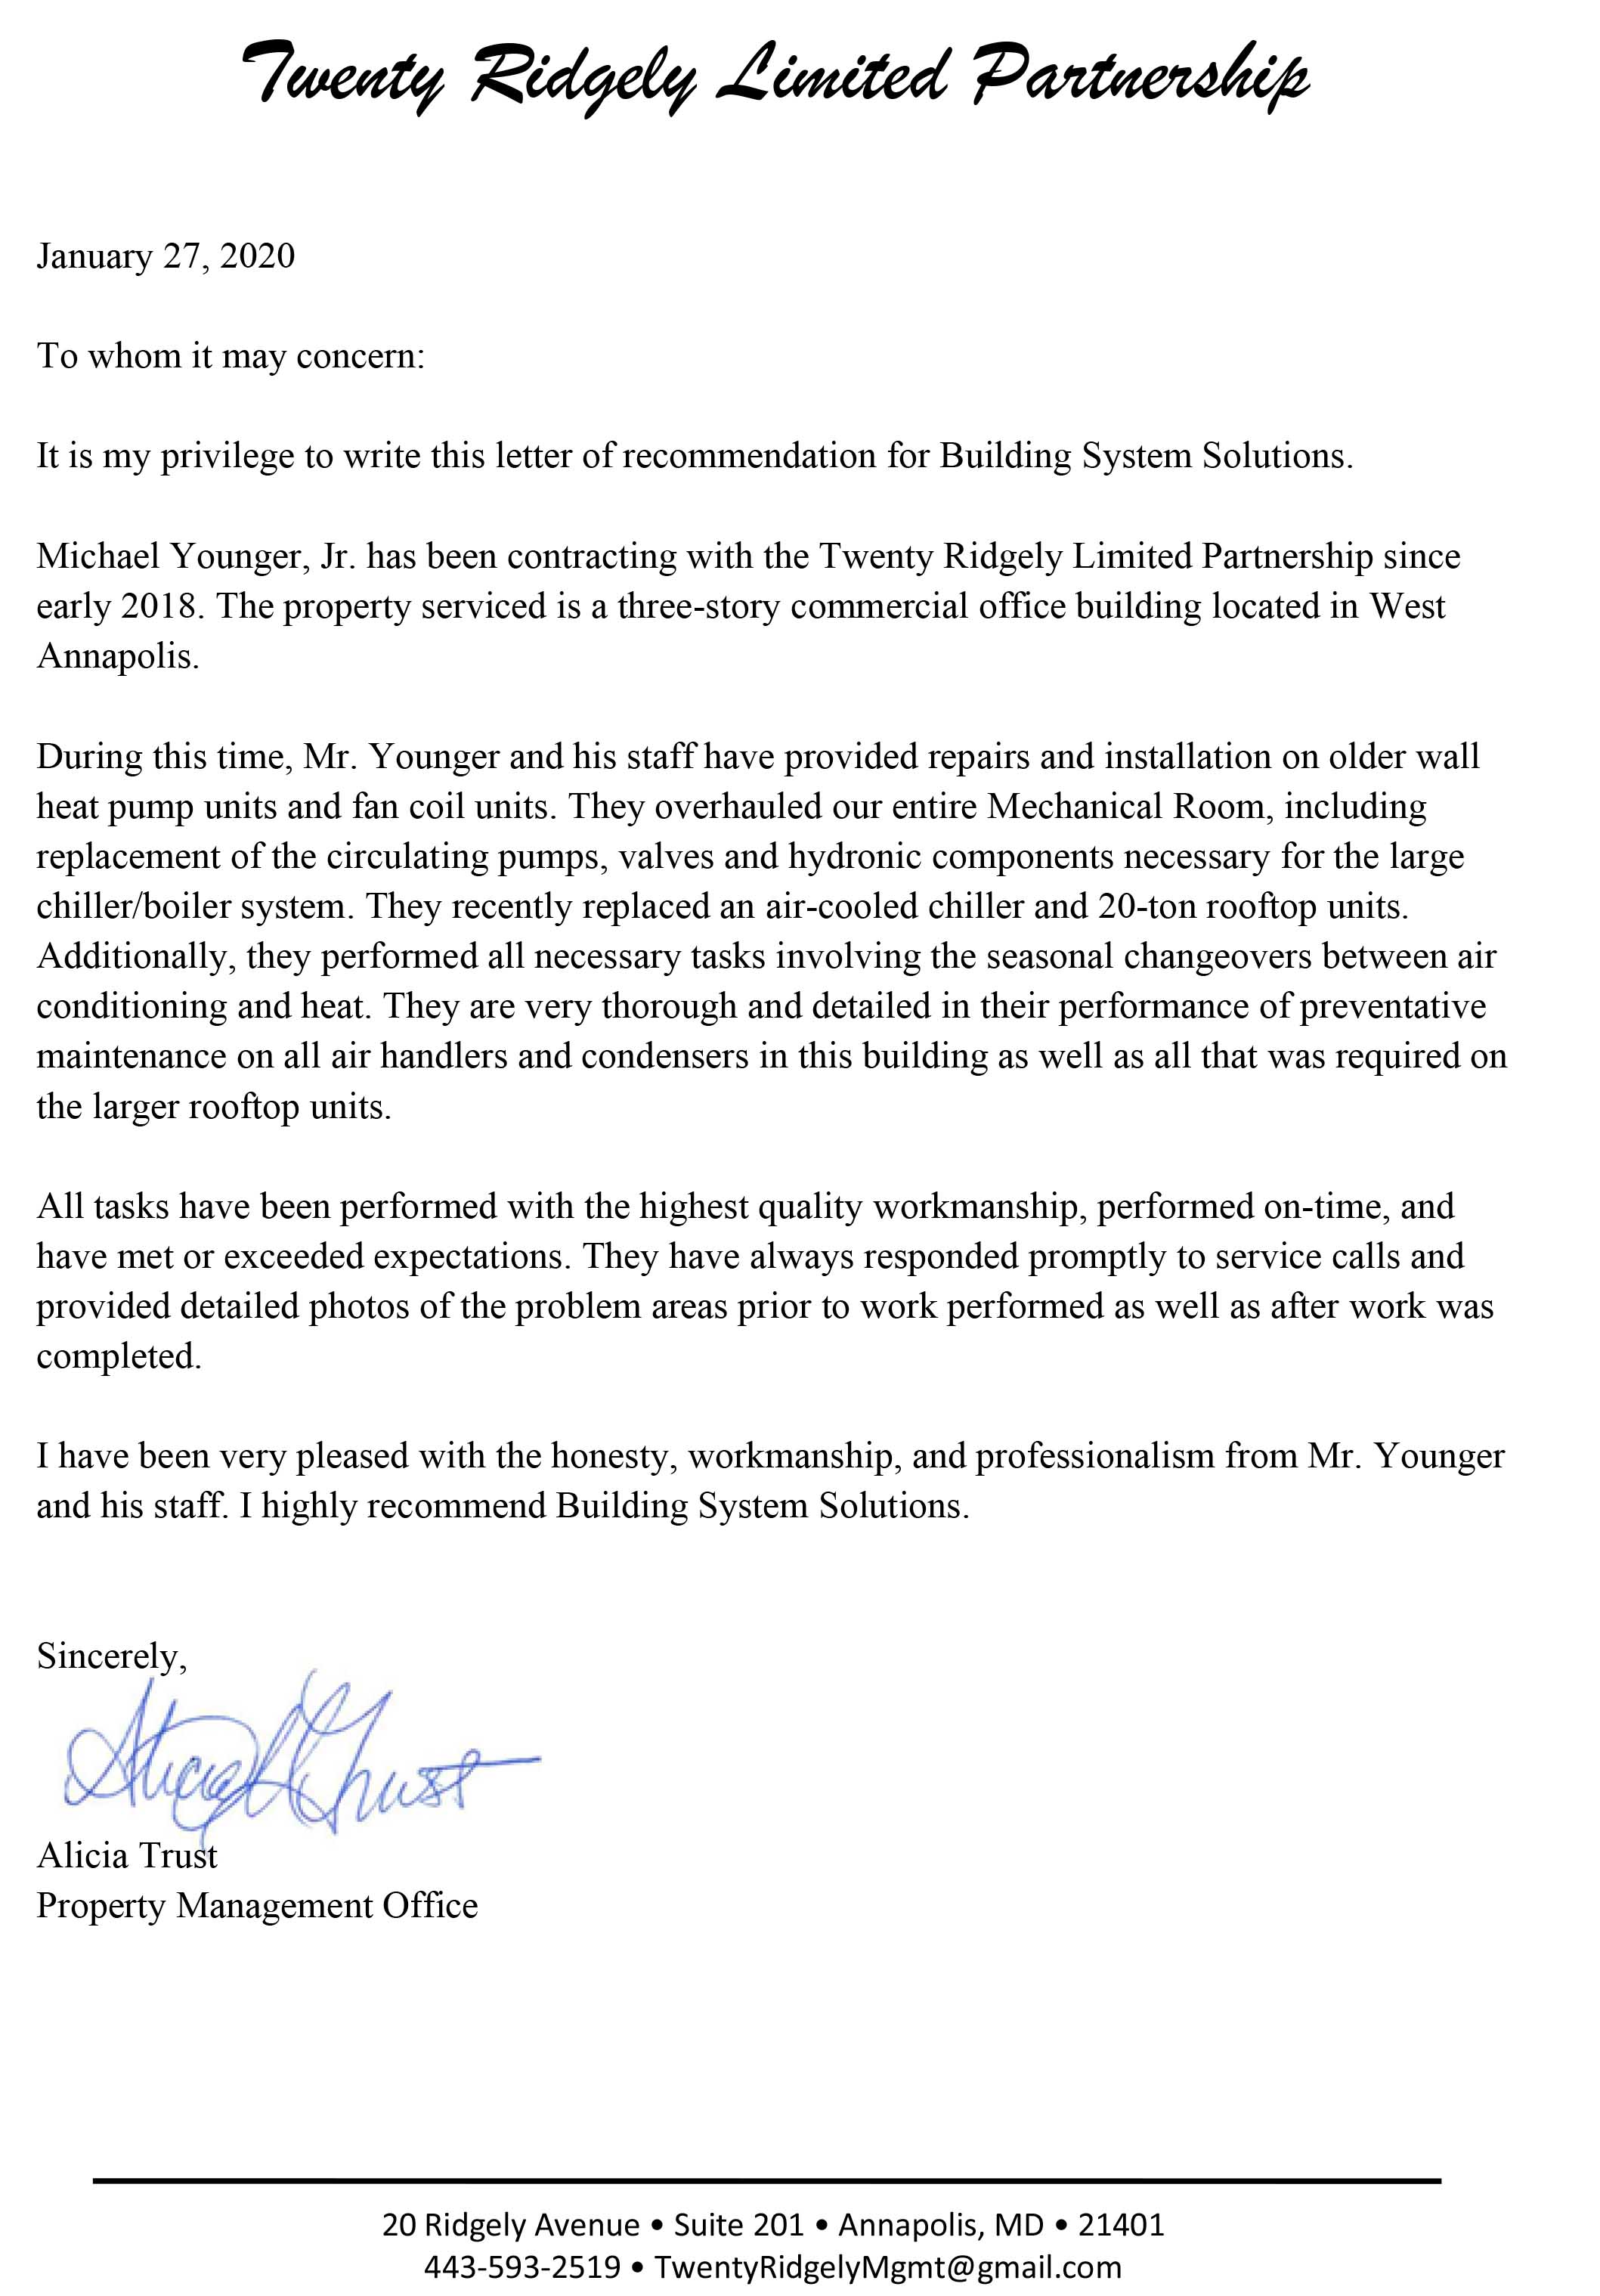 Twenty Ridgely Limited Partnership
January 27, 2020
To whom it may concern:
It is my privilege to write this letter of recommendation for Building System Solutions.
Michael Younger, Jr. has been contracting with the Twenty Ridgely Limited Partnership since
early 2018. The property serviced is a three-story commercial office building located in West
Annapolis.
During this time, Mr. Younger and his staff have provided repairs and installation on older wall
heat pump units and fan coil units. They overhauled our entire Mechanical Room, including
replacement of the circulating pumps, valves and hydronic components necessary for the large
chiller/boiler system. They recently replaced an air-cooled chiller and 20-ton rooftop units.
Additionally, they performed all necessary tasks involving the seasonal changeovers between air
conditioning and heat. They are very thorough and detailed in their performance of preventative
maintenance on all air handlers and condensers in this building as well as all that was required on
the larger rooftop units.
All tasks have been performed with the highest quality workmanship, performed on-time, and
have met or exceeded expectations. They have always responded promptly to service calls and
provided detailed photos of the problem areas prior to work performed as well as after work was
completed.
I have been very pleased with the honesty, workmanship, and professionalism from Mr. Younger
and his staff. I highly recommend Building System Solutions.
Sincerely,
Alicia Trust
Property Management Office
20 Ridgely Avenue • Suite 201 • Annapolis, MD • 21401
443-593-2519 • TwentyRidgelyMgmt@gmail.com